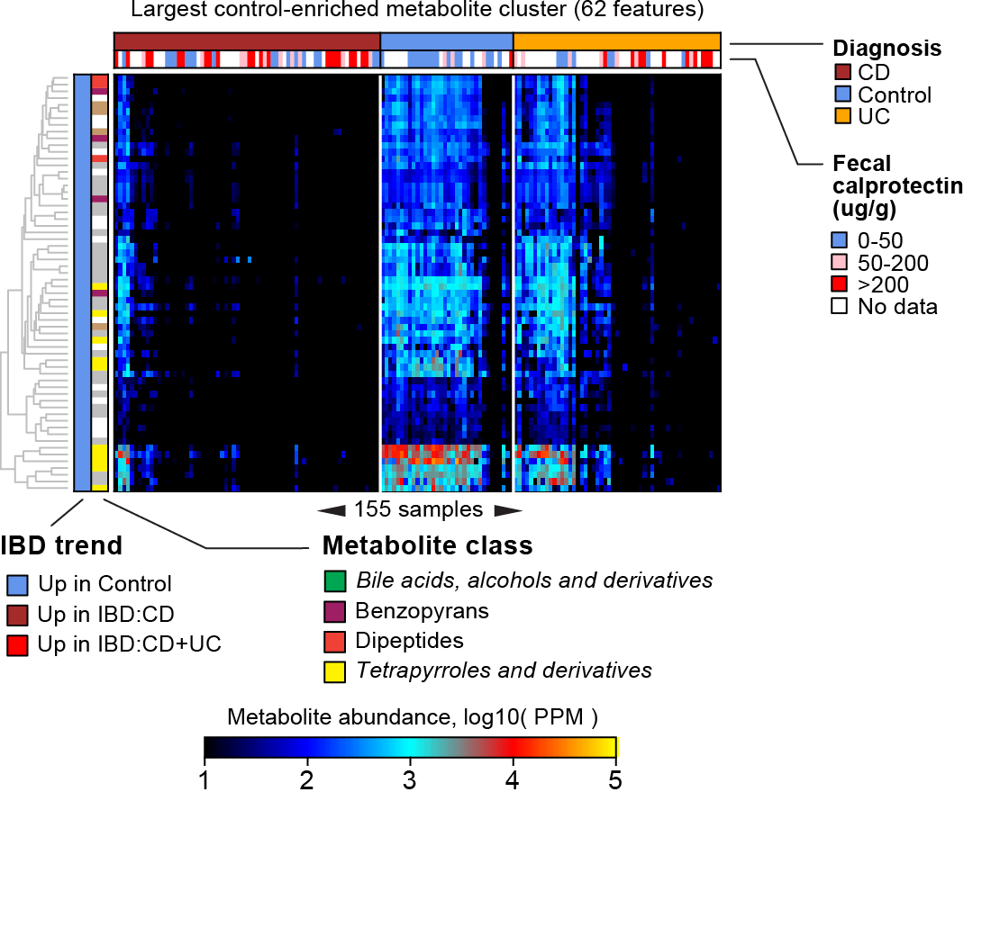 Largest control-enriched metabolite cluster (62 features)
Diagnosis
CD
Control
UC
Fecal
calprotectin
(ug/g)
0-50
50-200
>200
No data
155 samples
IBD trend
Up in Control
Up in IBD:CD
Up in IBD:CD+UC
Metabolite class
Bile acids, alcohols and derivatives
Benzopyrans
Dipeptides
Tetrapyrroles and derivatives
Metabolite abundance, log10( PPM )
1 2 3 4 5